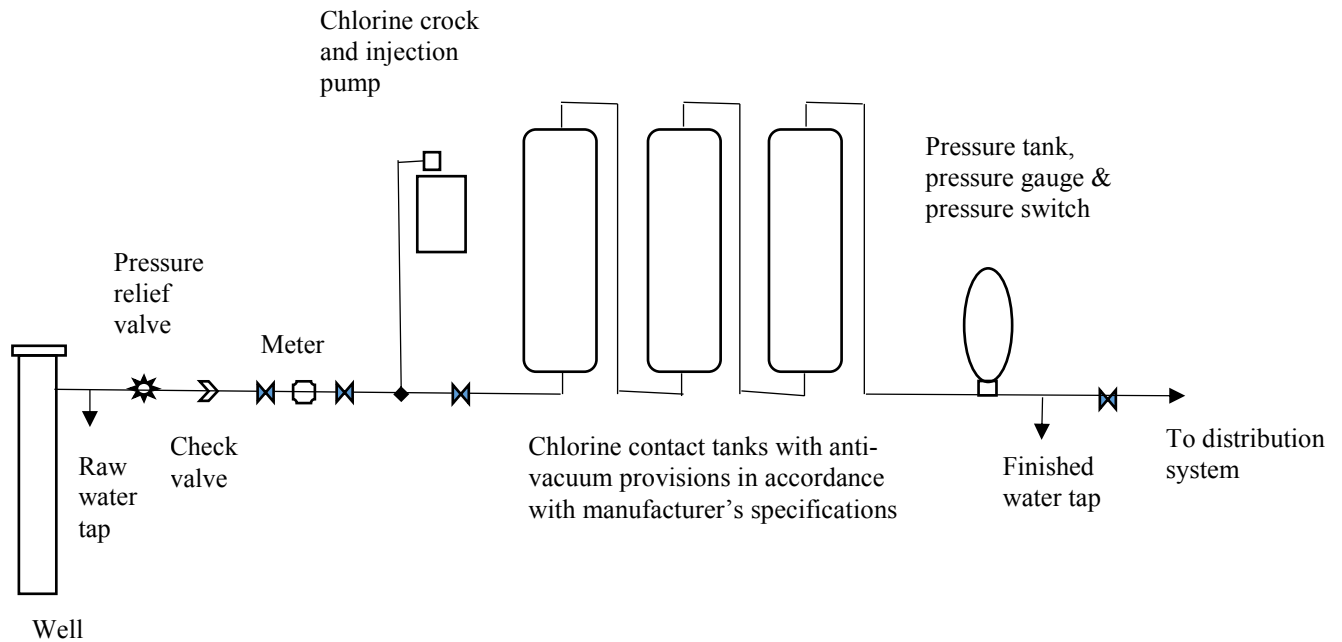 Chlorine crock
and injection
pump
Pressure tank,
pressure gauge &
pressure switch
Pressure
relief
valve
Meter
Check
valve
Raw
water
tap
Chlorine contact tanks with anti-
vacuum provisions in accordance
with manufacturer’s specifications
Finished
water tap
To distribution
system
Well